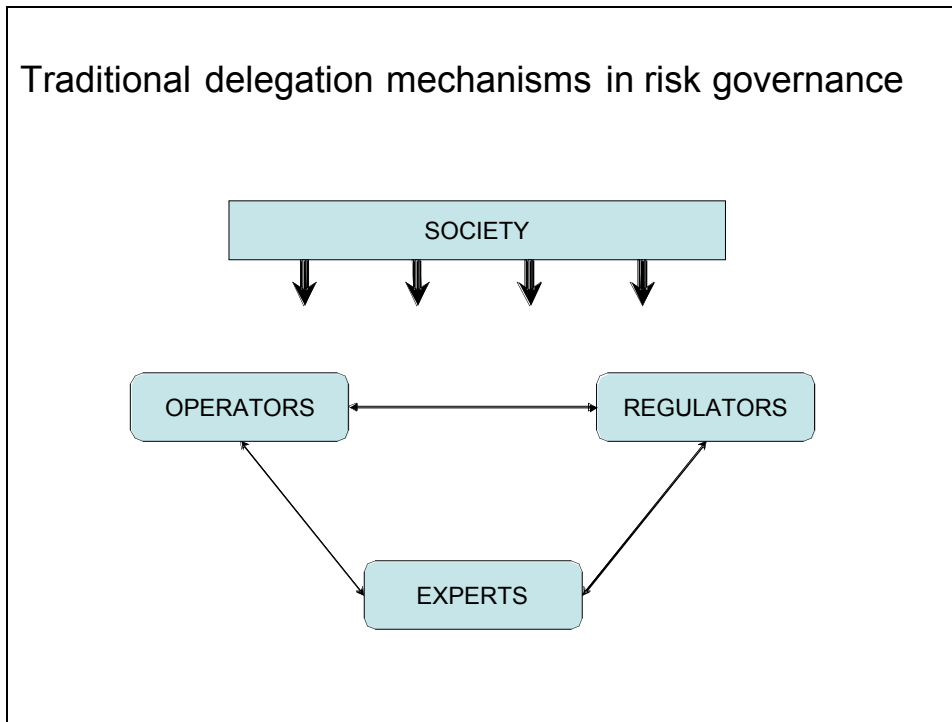 Traditional delegation mechanisms in risk governance
SOCIETY
OPERATORS
REGULATORS
EXPERTS